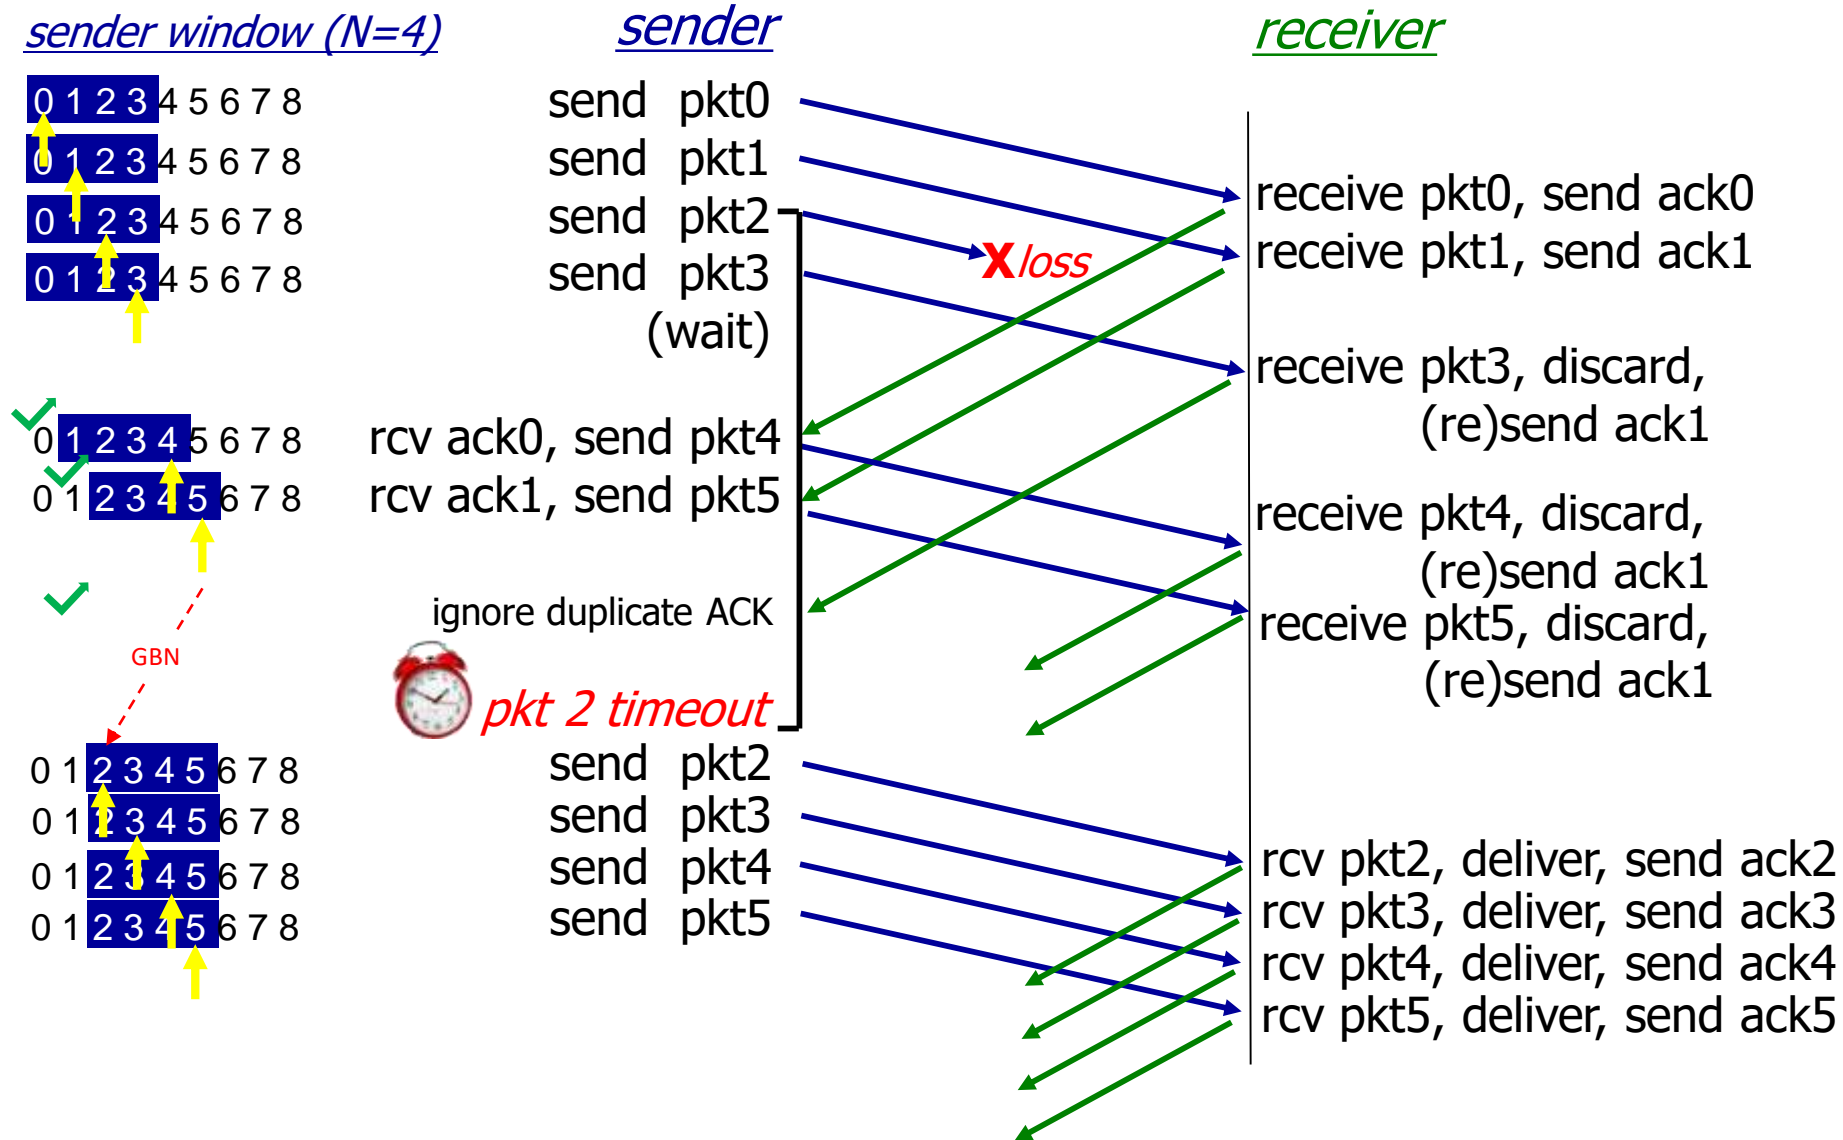 sender window (N=4)
sender
receiver
0 1 2 3 4 5 6 7 8
send pkt0
0 1 2 3 4 5 6 7 8
send pkt1
receive pkt0, send ack0
0 1 2 3 4 5 6 7 8
send pkt2
receive pkt1, send ack1
X loss
0 1 2 3 4 5 6 7 8
send pkt3
(wait)
receive pkt3, discard,
(re)send ack1
0 1 2 3 4 5 6 7 8
rcv ack0, send pkt4
0 1 2 3 4 5 6 7 8
rcv ack1, send pkt5
receive pkt4, discard,
(re)send ack1
ignore duplicate ACK
receive pkt5, discard,
(re)send ack1
GBN
pkt 2 timeout
0 1 2 3 4 5 6 7 8
send pkt2
0 1 2 3 4 5 6 7 8
send pkt3
0 1 2 3 4 5 6 7 8
send pkt4
0 1 2 3 4 5 6 7 8
send pkt5
rcv pkt2, deliver, send ack2
rcv pkt3, deliver, send ack3
rcv pkt4, deliver, send ack4
rcv pkt5, deliver, send ack5